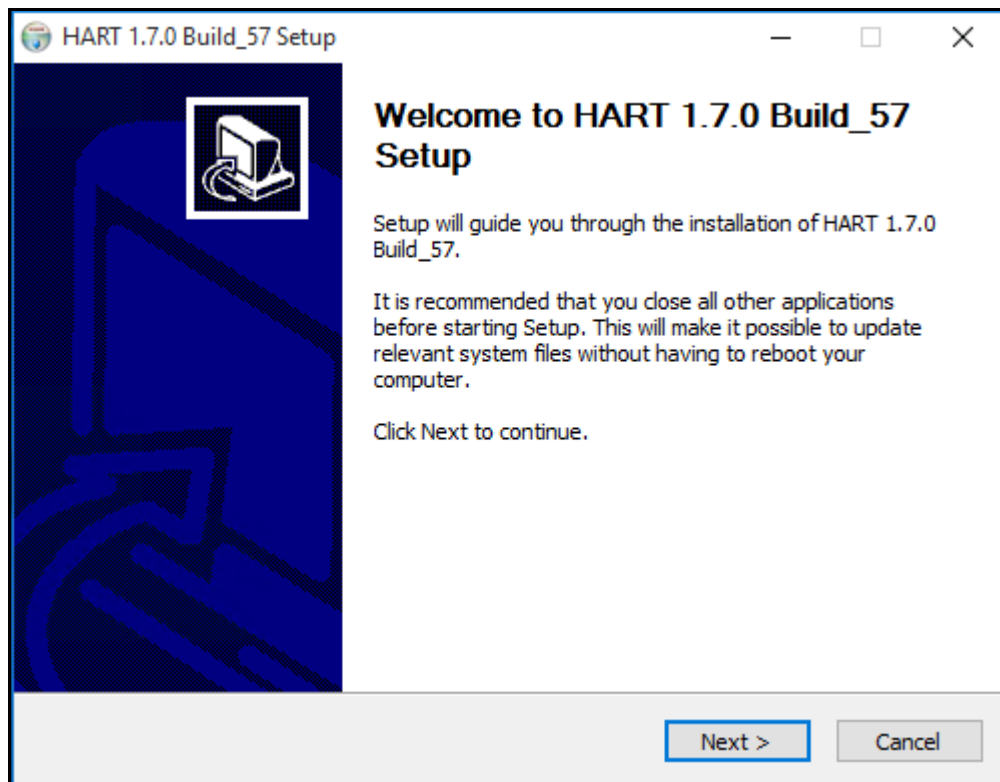 HART 1.7.0 Build_57 Setup
Welcome to HART 1.7.0 Build_57
Setup
Setup will guide you through the installation of HART 1.7.0
Build_57.
It is recommended that you close all other applications
before starting Setup. This will make it possible to update
relevant system files without having to reboot your
computer.
Click Next to continue.
Next >
Cancel